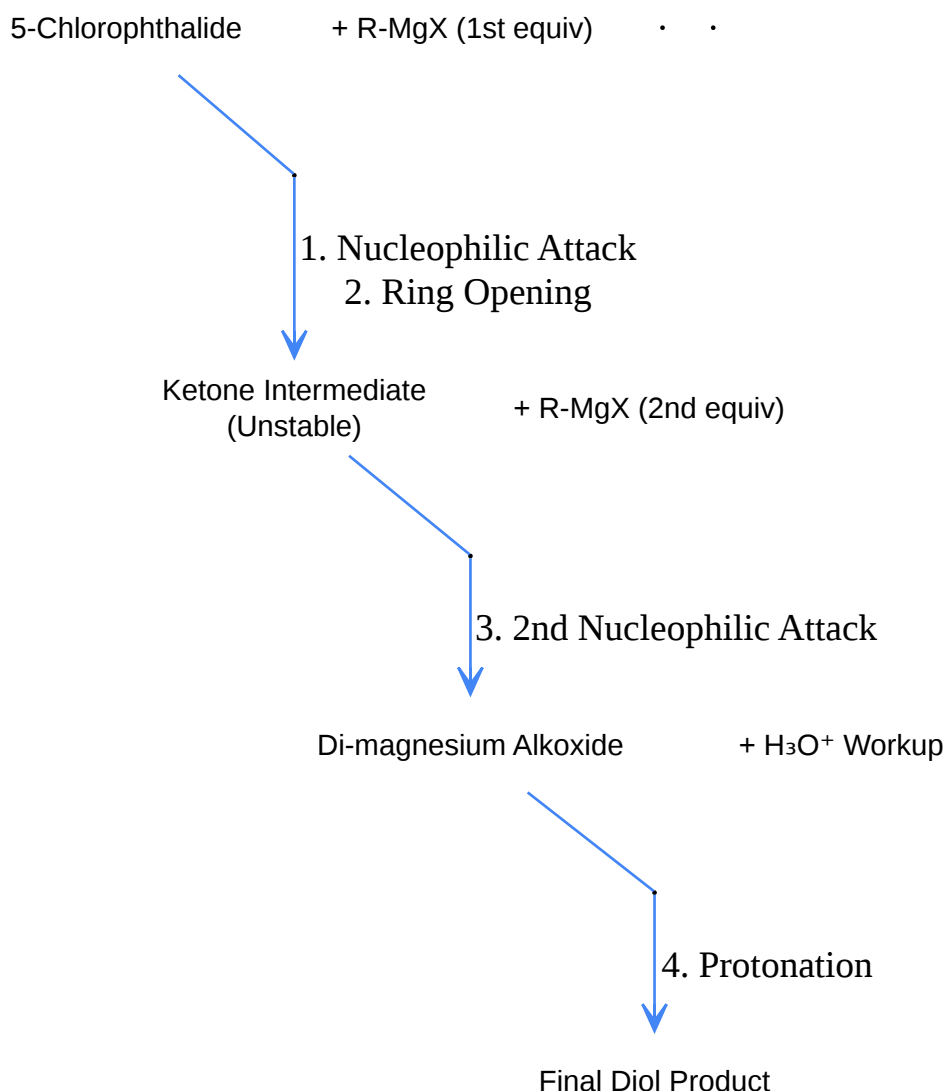 5-Chlorophthalide + R-MgX (1st equiv) · ·
1. Nucleophilic Attack
2. Ring Opening
Ketone Intermediate
(Unstable)
+ R-MgX (2nd equiv)
3. 2nd Nucleophilic Attack
Di-magnesium Alkoxide + H₃O⁺ Workup
4. Protonation
Final Diol Product